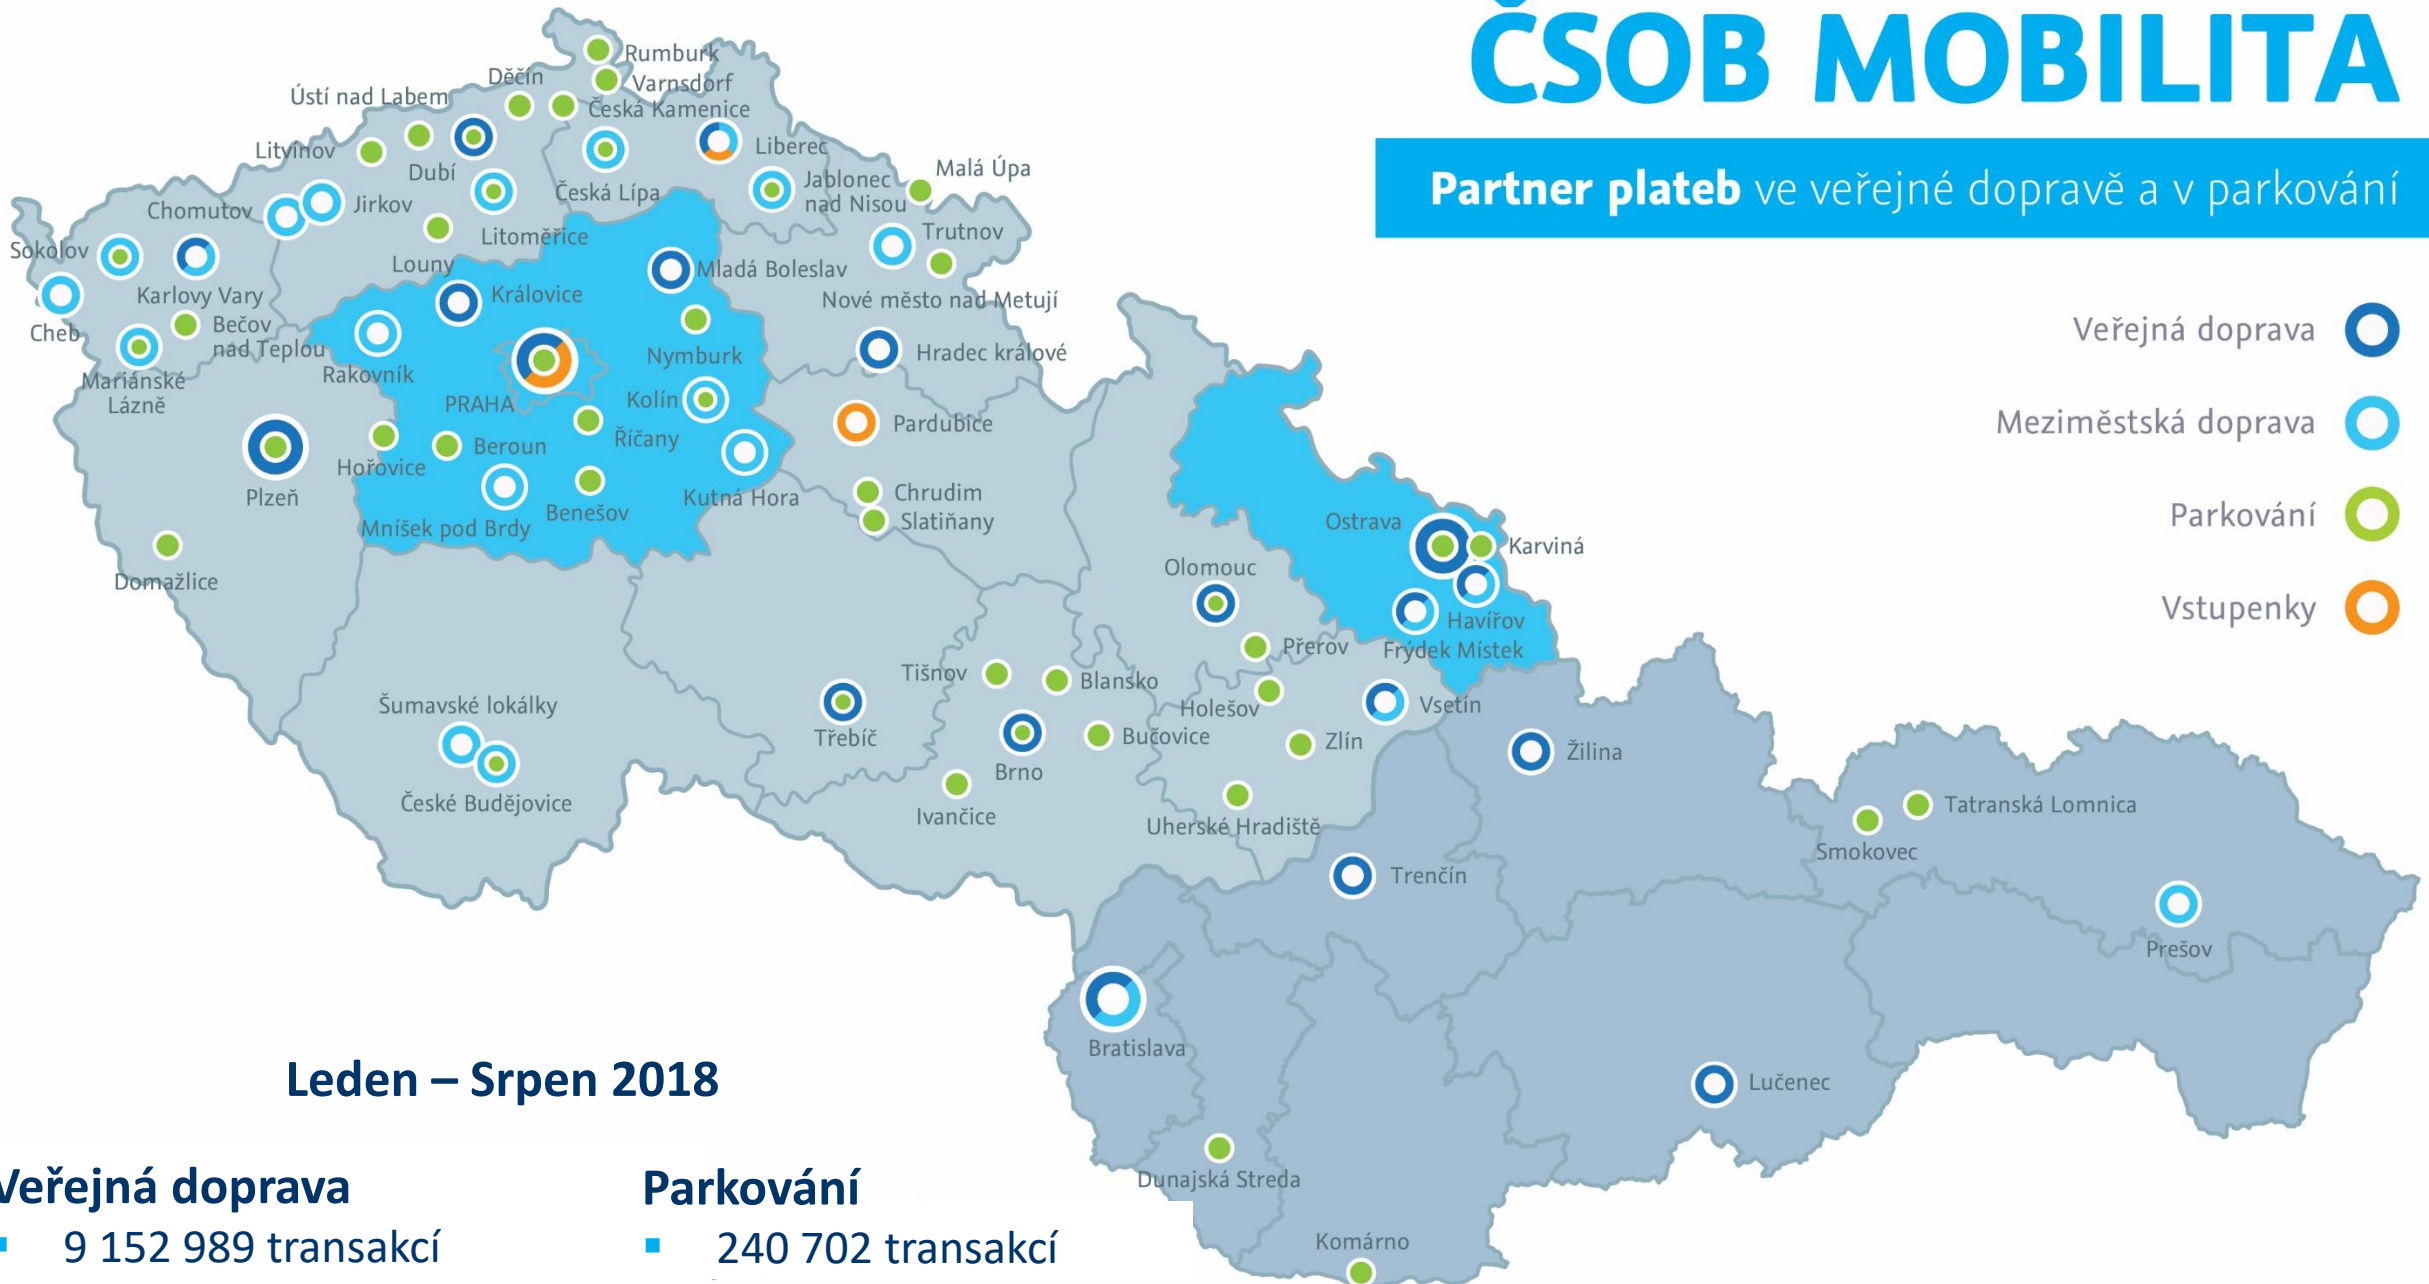 ČSOB MOBILITA
Partner plateb ve veřejné dopravě a v parkování
Veřejná doprava
Meziměstská doprava
Parkování
Vstupenky
Rumburk
Varnsdorf
Děčín
Česká Kamenice
Ústí nad Labem
Litvínov
Dubí
Liberec
Česká Lípa
Jablonec
nad Nisou
Malá Úpa
Chomutov
Jirkov
Litoměřice
Trutnov
Sokolov
Louny
Karlovy Vary
Královice
Mladá Boleslav
Nové město nad Metují
Cheb
Bečov
nad Teplou
Mariánské
Lázně
Rakovník
Nymburk
Hradec králové
PRAHA
Kolín
Pardubice
Říčany
Beroun
Hořovice
Plzeň
Kutná Hora
Chrudim
Benešov
Mníšek pod Brdy
Slatiňany
Ostrava
Karviná
Domažlice
Olomouc
Havířov
Přerov
Frýdek Místek
Tišnov
Blansko
Šumavské lokálky
Holešov
Vsetín
Třebíč
Bučovice
Zlín
Žilina
Brno
České Budějovice
Ivančice
Uherské Hradiště
Tatranská Lomnica
Smokovec
Trenčín
Prešov
Bratislava
Lučenec
Dunajská Streda
Komárno
Leden – Srpen 2018
Veřejná doprava
9 152 989 transakcí
Parkování
240 702 transakcí